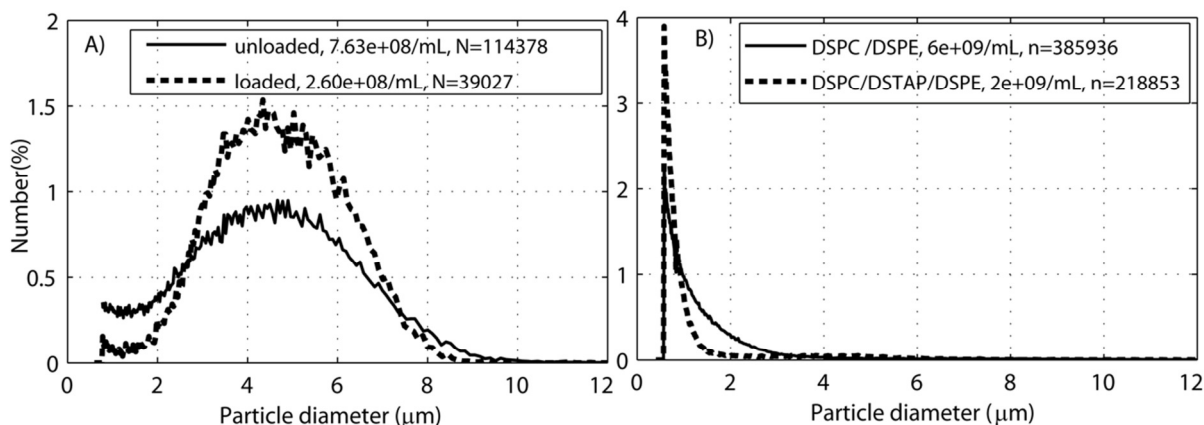 A)
unloaded, 7.63e+08/mL, N=114378
loaded, 2.60e+08/mL, N=39027
2
1.5
1
0.5
0
Number(%)
0 2 4 6 8 10 12
Particle diameter (μm)
B)
DSPC /DSPE, 6e+09/mL, n=385936
DSPC/DSTAP/DSPE, 2e+09/mL, n=218853
4
3
2
1
0
0 2 4 6 8 10 12
Particle diameter (μm)